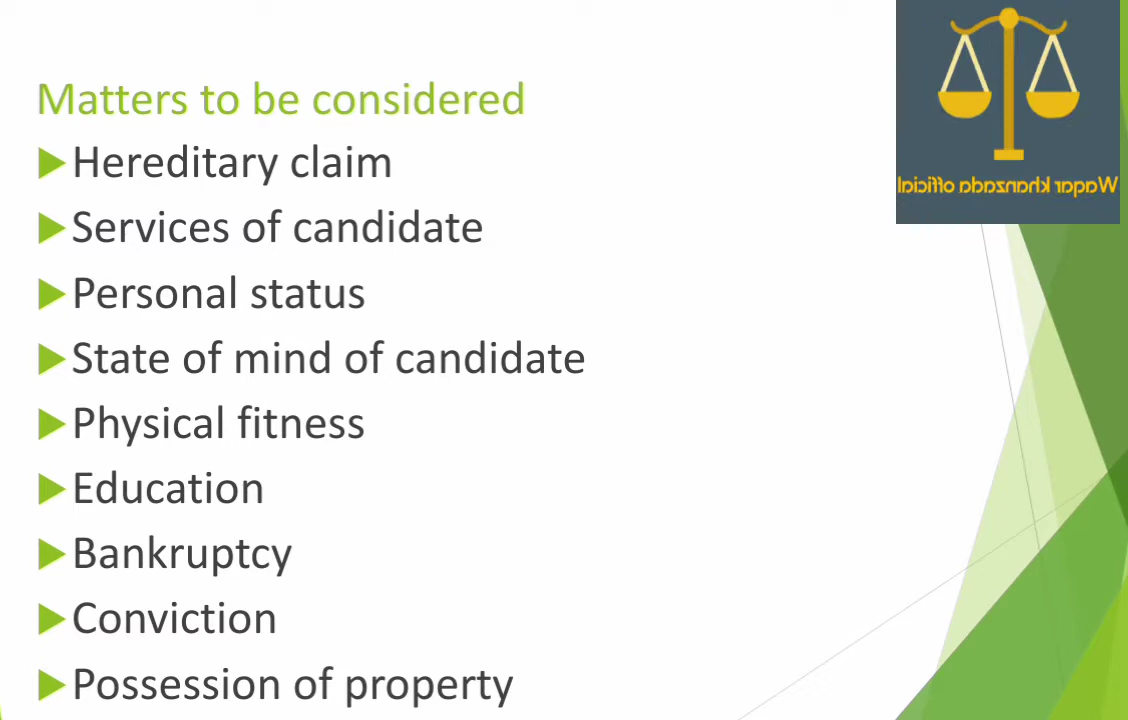 Matters to be considered
Hereditary claim
Services of candidate
Personal status
State of mind of candidate
Physical fitness
Education
Bankruptcy
Conviction
Possession of property
Waqar khanzada official